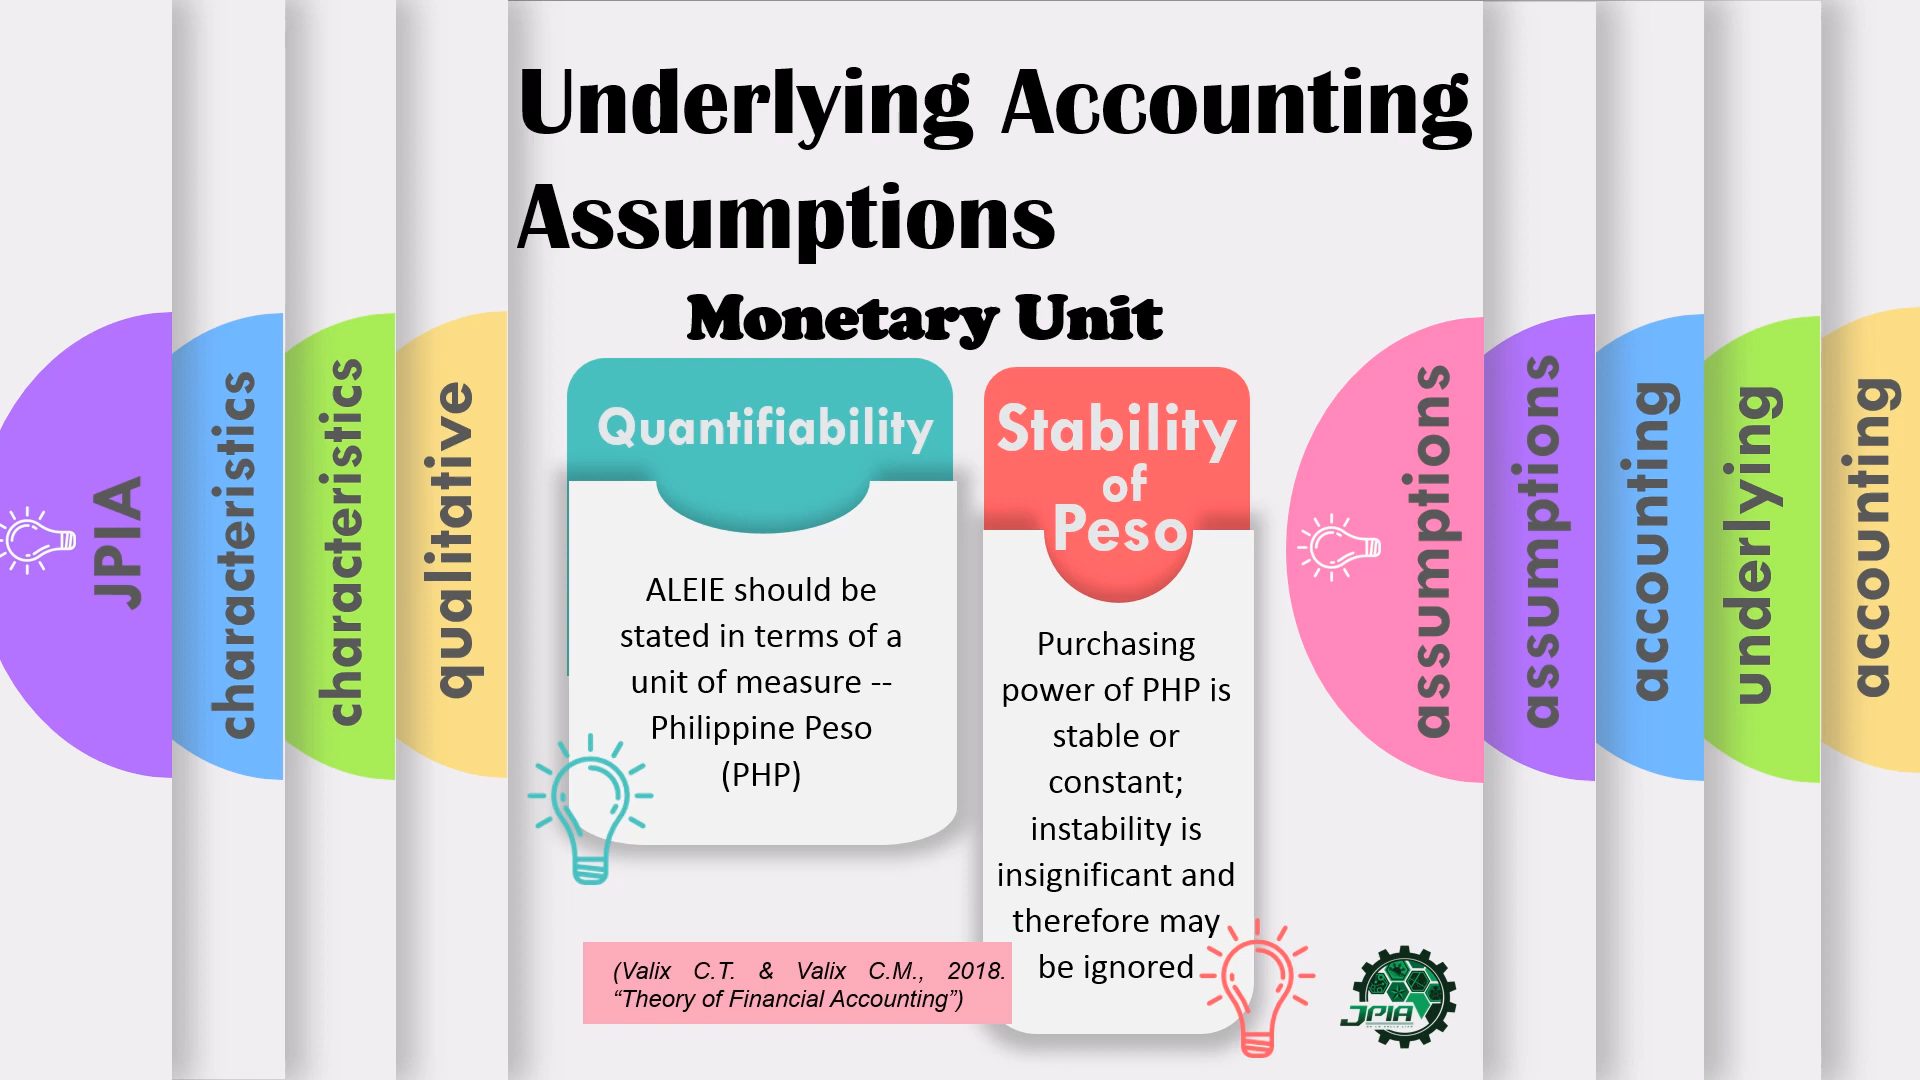 Underlying Accounting
Assumptions
Monetary Unit
Quantifiability
ALEIE should be
stated in terms of a
unit of measure --
Philippine Peso
(PHP)
Stability
of
Peso
Purchasing
power of PHP is
stable or
constant;
instability is
insignificant and
therefore may
be ignored
(Valix C.T. & Valix C.M., 2018.
“Theory of Financial Accounting”)
JPIA
characteristics
characteristics
qualitative
assumptions
assumptions
accounting
underlying
accounting
JPIA